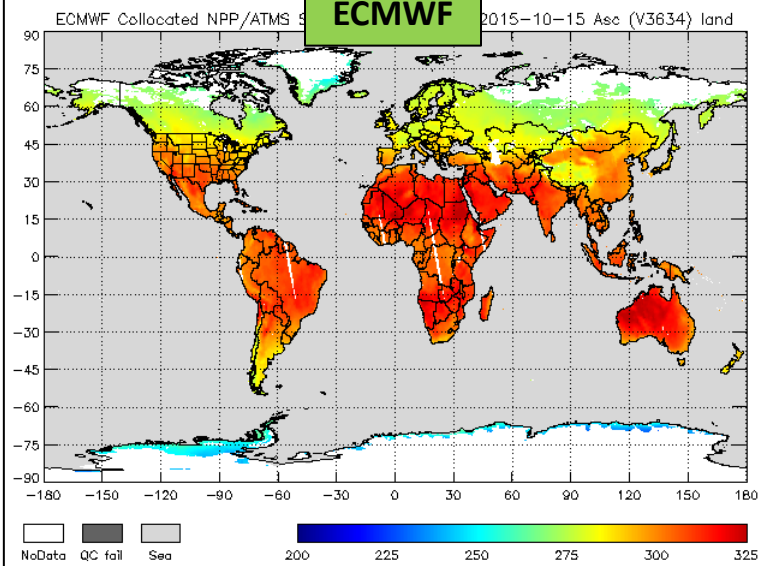 ECMWF Collocated NPP/ATMS S 2015-10-15 Asc (V3634) land
ECMWF
90
75
60
45
30
15
0
-15
-30
-45
-60
-75
-90
-180 -150 -120 -90 -60 -30 0 30 60 90 120 150 180
NoData QC fail Sea
200 225 250 275 300 325